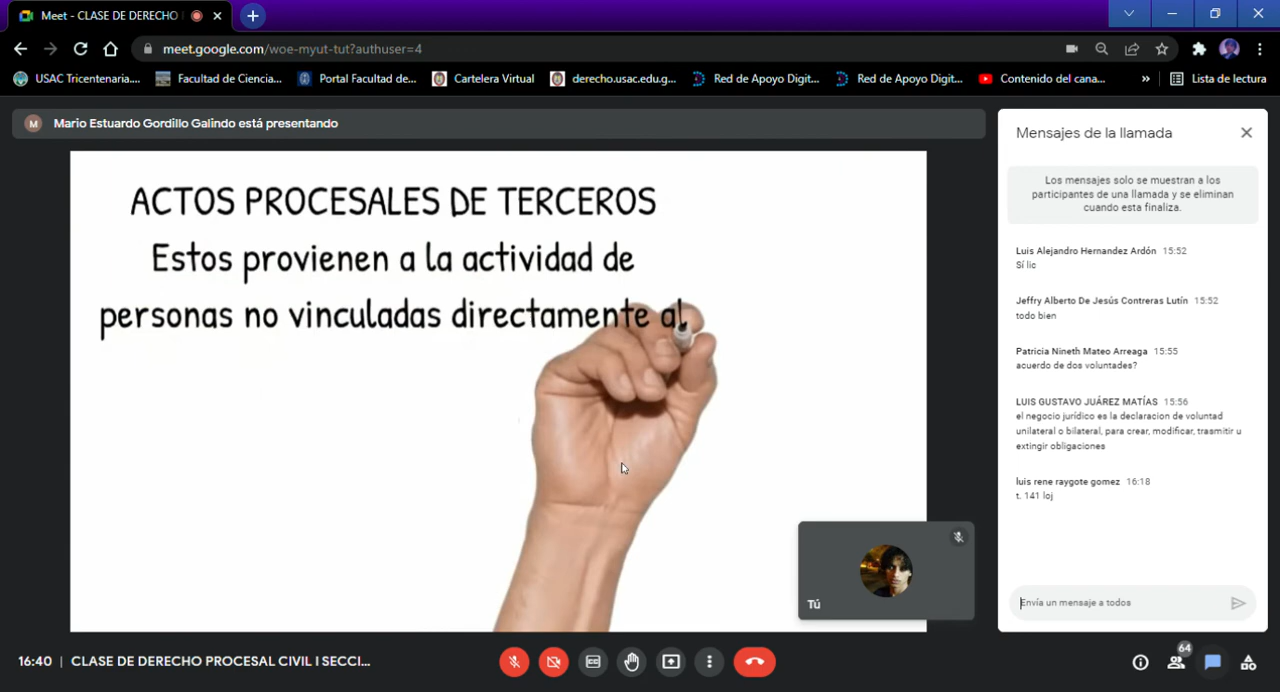 Meet - CLASE DE DERECHO
meet.google.com/woe-myut-tut?authuser=4
USAC Tricentenaria....
Facultad de Ciencia...
Portal Facultad de...
Cartelera Virtual
derecho.usac.edu.g...
Red de Apoyo Digit...
Red de Apoyo Digit...
Contenido del cana...
»
Lista de lectura
M
Mario Estuardo Gordillo Galindo está presentando
ACTOS PROCESALES DE TERCEROS
Estos provienen a la actividad de
personas no vinculadas directamente al
Tú
Mensajes de la llamada
Los mensajes solo se muestran a los
participantes de una llamada y se eliminan
cuando esta finaliza.
Luis Alejandro Hernandez Ardón 15:52
Sí lic
Jeffry Alberto De Jesús Contreras Lutín 15:52
todo bien
Patricia Nineth Mateo Arreaga 15:55
acuerdo de dos voluntades?
LUIS GUSTAVO JUÁREZ MATÍAS 15:56
el negocio jurídico es la declaracion de voluntad
unilateral o bilateral, para crear, modificar, trasmitir u
extingir obligaciones
luis rene raygote gomez 16:18
t. 141 loj
Envía un mensaje a todos
16:40 | CLASE DE DERECHO PROCESAL CIVIL I SECCI...
64